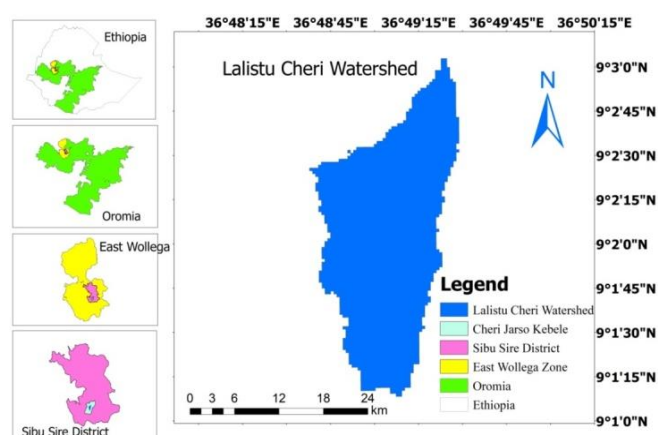 36°48'15"E 36°48'45"E 36°49'15"E 36°49'45"E 36°50'15"E
Ethiopia
Oromia
East Wollega
Sibu Sire District
Lalistu Cheri Watershed
N
9°3'0"N
9°2'45"N
9°2'30"N
9°2'15"N
9°2'0"N
9°1'45"N
9°1'30"N
9°1'15"N
9°1'0"N
Legend
Lalistu Cheri Watershed
Cheri Jarso Kebele
Sibu Sire District
East Wollega Zone
Oromia
Ethiopia
0 3 6 12 18 24
km